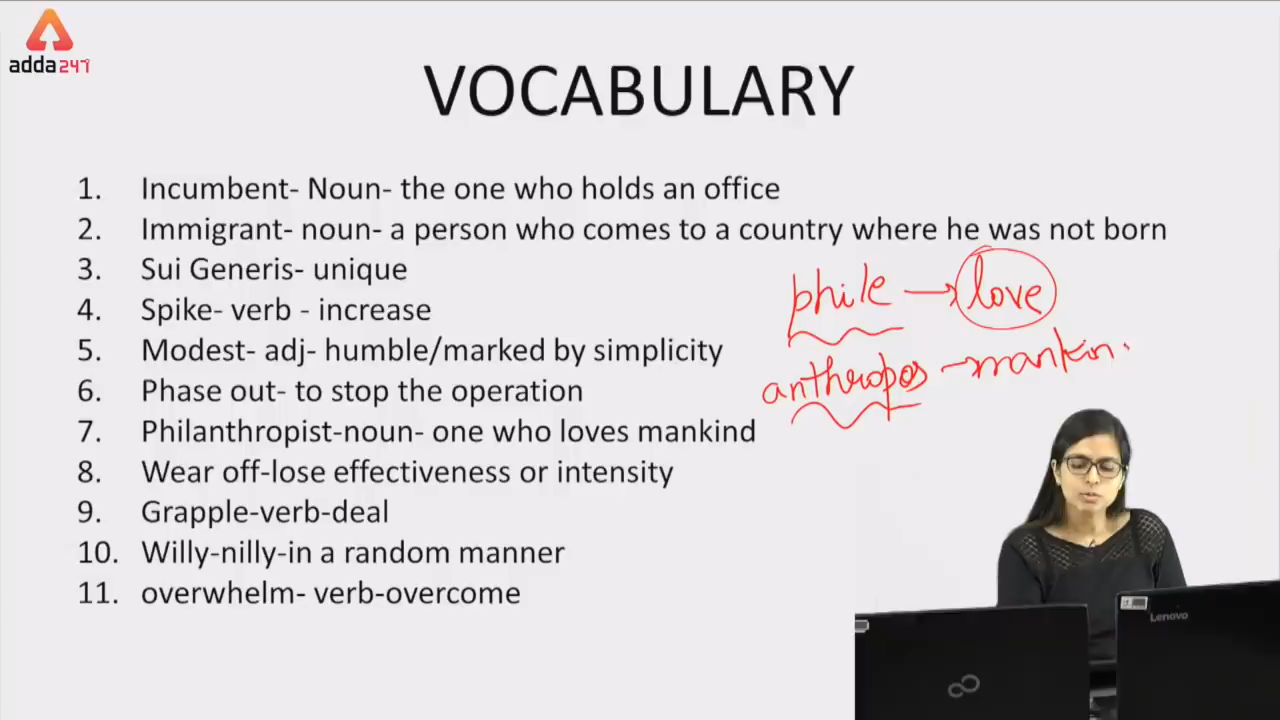 adda247
VOCABULARY
1. Incumbent- Noun- the one who holds an office
2. Immigrant- noun- a person who comes to a country where he was not born
3. Sui Generis- unique
4. Spike- verb - increase
5. Modest- adj- humble/marked by simplicity
6. Phase out- to stop the operation
7. Philanthropist-noun- one who loves mankind
8. Wear off-lose effectiveness or intensity
9. Grapple-verb-deal
10. Willy-nilly-in a random manner
11. overwhelm- verb-overcome
phile → love
anthropos → mankin
Lenovo